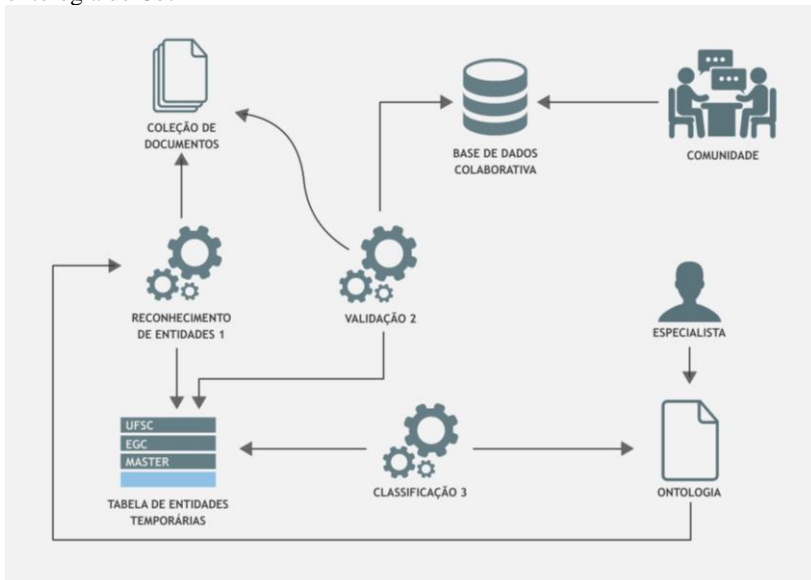 COLEÇÃO DE
DOCUMENTOS
BASE DE DADOS
COLABORATIVA
COMUNIDADE
RECONHECIMENTO
DE ENTIDADES 1
VALIDAÇÃO 2
ESPECIALISTA
UFSC
EGC
MASTER
TABELA DE ENTIDADES
TEMPORÁRIAS
CLASSIFICAÇÃO 3
ONTOLOGIA